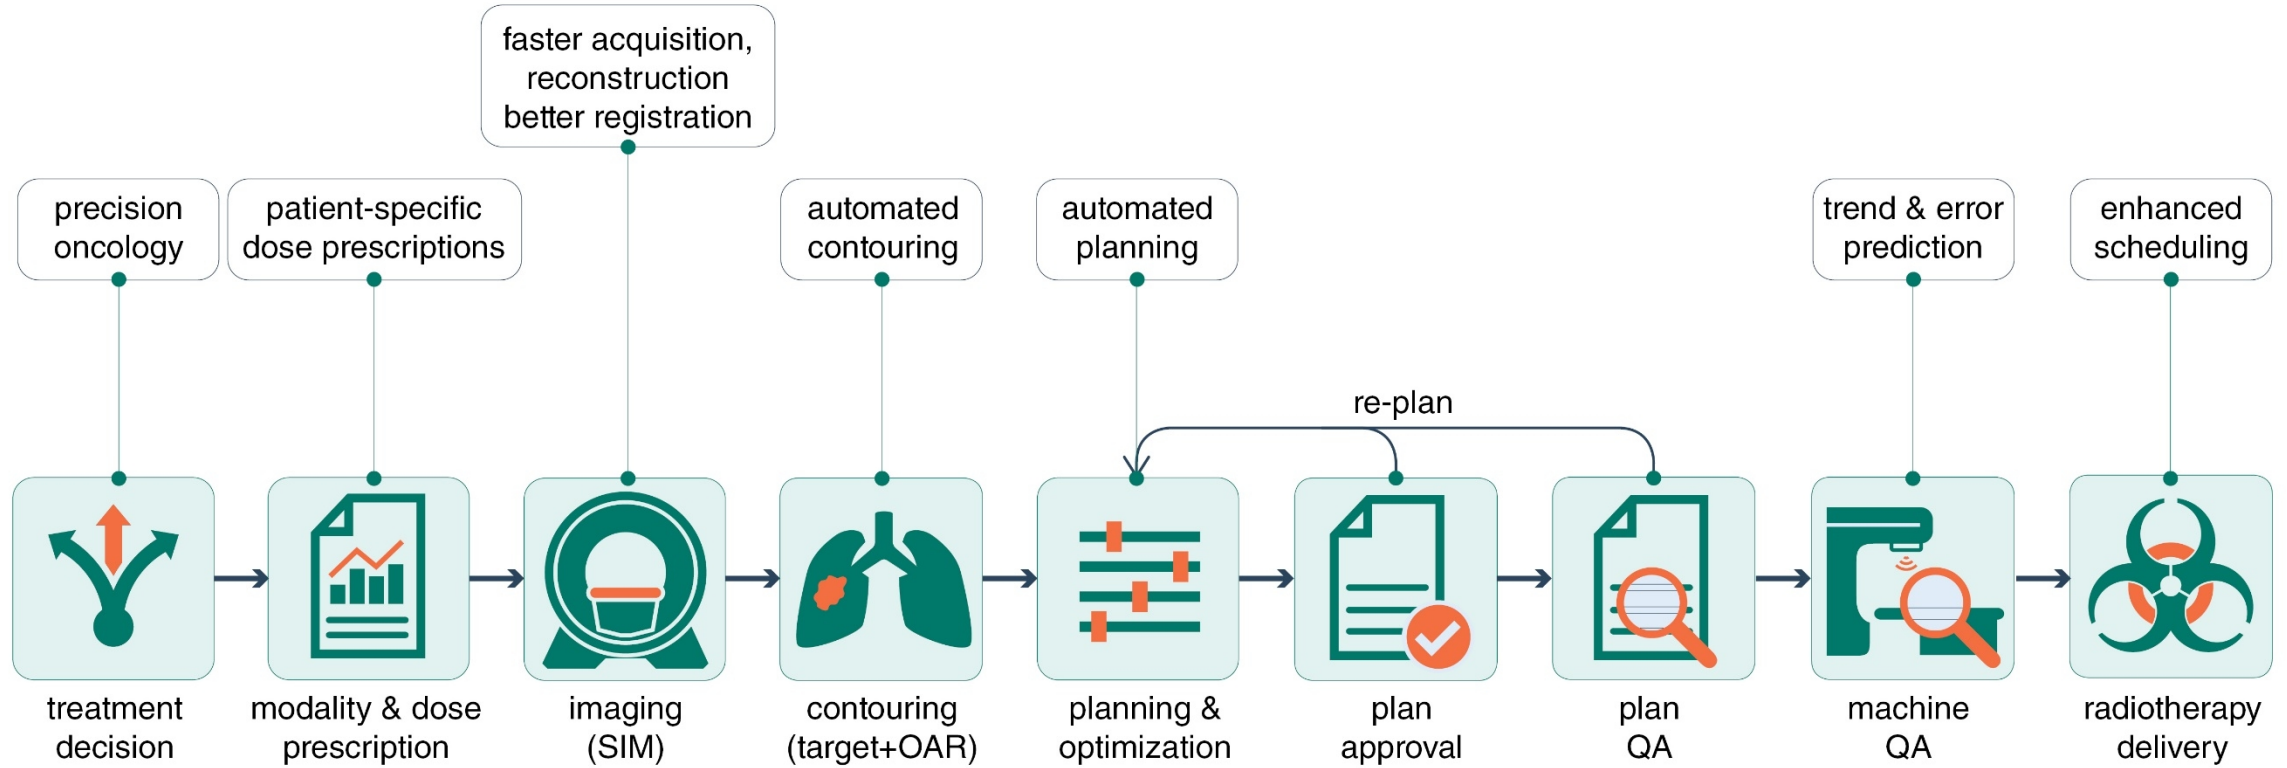 faster acquisition,
reconstruction
better registration
precision
oncology
patient-specific
dose prescriptions
automated
contouring
automated
planning
trend & error
prediction
enhanced
scheduling
re-plan
treatment
decision
modality & dose
prescription
imaging
(SIM)
contouring
(target+OAR)
planning &
optimization
plan
approval
plan
QA
machine
QA
radiotherapy
delivery